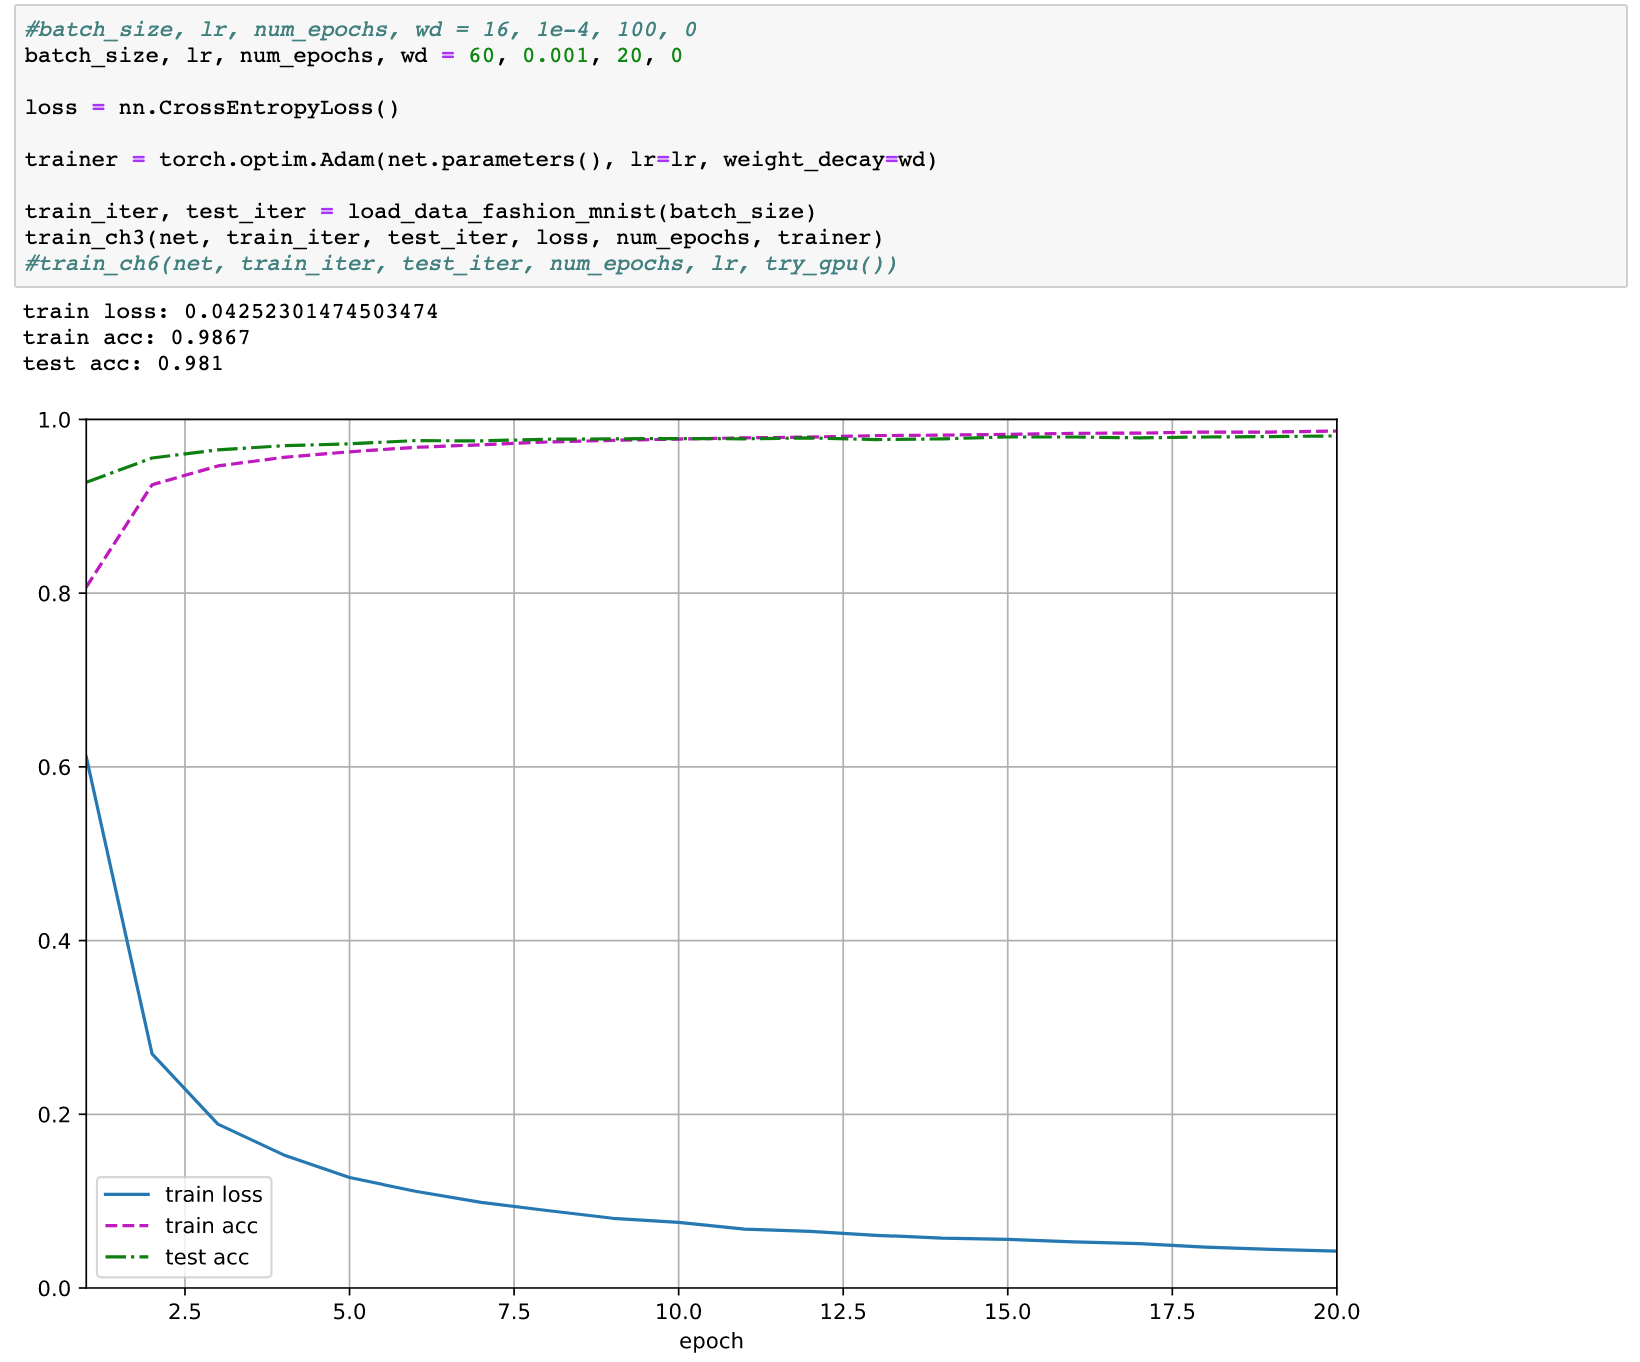 #batch_size, lr, num_epochs, wd = 16, 1e-4, 100, 0
batch_size, lr, num_epochs, wd = 60, 0.001, 20, 0
loss = nn.CrossEntropyLoss()
trainer = torch.optim.Adam(net.parameters(), lr=lr, weight_decay=wd)
train_iter, test_iter = load_data_fashion_mnist(batch_size)
train_ch3(net, train_iter, test_iter, loss, num_epochs, trainer)
#train_ch6(net, train_iter, test_iter, num_epochs, lr, try_gpu())
train loss: 0.04252301474503474
train acc: 0.9867
test acc: 0.981
1.0
0.8
0.6
0.4
0.2
0.0
train loss
train acc
test acc
2.5 5.0 7.5 10.0 12.5 15.0 17.5 20.0
epoch